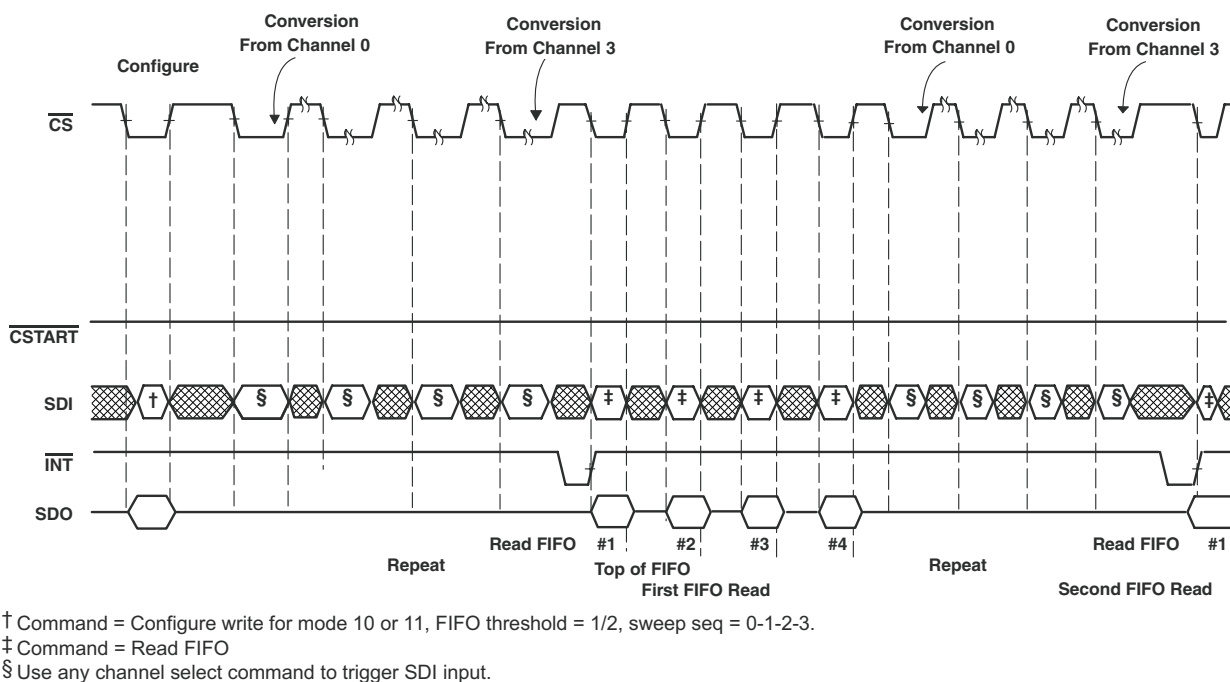 Conversion
From Channel 0
Conversion
From Channel 3
Conversion
From Channel 0
Conversion
From Channel 3
Configure
CS
CSTART
SDI
† § § § § ‡ ‡ ‡ ‡ § § § § ‡
INT
SDO
Read FIFO #1 #2 #3 #4 Read FIFO #1
Repeat Top of FIFO Repeat
First FIFO Read Second FIFO Read
† Command = Configure write for mode 10 or 11, FIFO threshold = 1/2, sweep seq = 0-1-2-3.
‡ Command = Read FIFO
§ Use any channel select command to trigger SDI input.